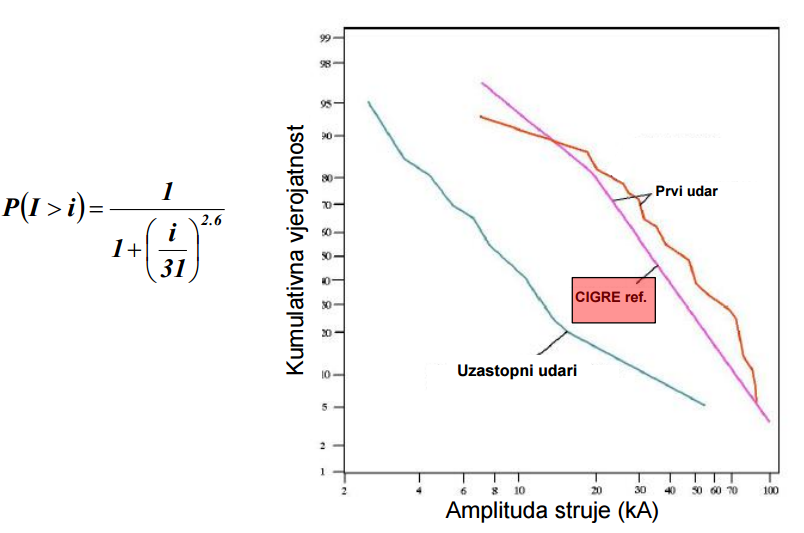 P(I > i) = 1 / (1 + (i / 31)^2.6)
Kumulativna vjerojatnost
99
98
95
90
80
70
60
50
40
30
20
10
5
2
1
Prvi udar
CIGRE ref.
Uzastopni udari
2 4 6 8 10 20 30 40 50 60 70 100
Amplituda struje (kA)